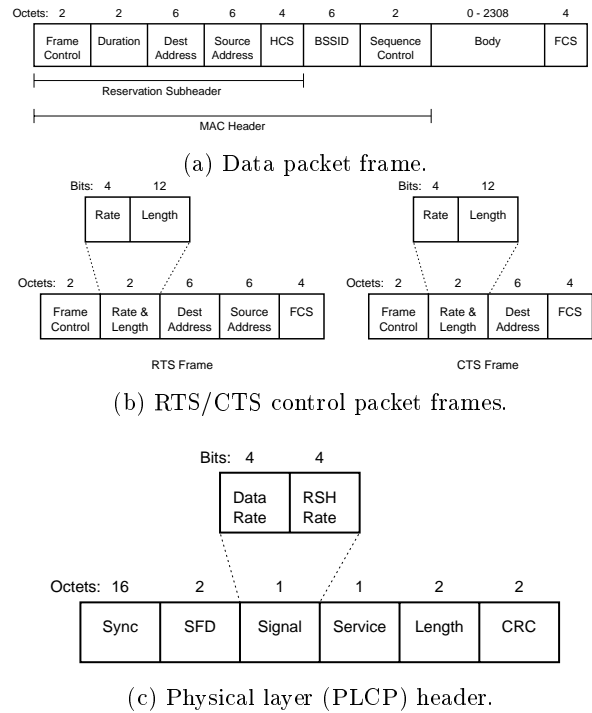 Octets: 2 2 6 6 4 6 2 0 - 2308 4
Frame Control Duration Dest Address Source Address HCS BSSID Sequence Control Body FCS
Reservation Subheader
MAC Header
(a) Data packet frame.
Bits: 4 12
Rate Length
Octets: 2 2 6 6 4
Frame Control Rate & Length Dest Address Source Address FCS
RTS Frame
Bits: 4 12
Rate Length
Octets: 2 2 6 4
Frame Control Rate & Length Dest Address FCS
CTS Frame
(b) RTS/CTS control packet frames.
Bits: 4 4
Data Rate RSH Rate
Octets: 16 2 1 1 2 2
Sync SFD Signal Service Length CRC
(c) Physical layer (PLCP) header.